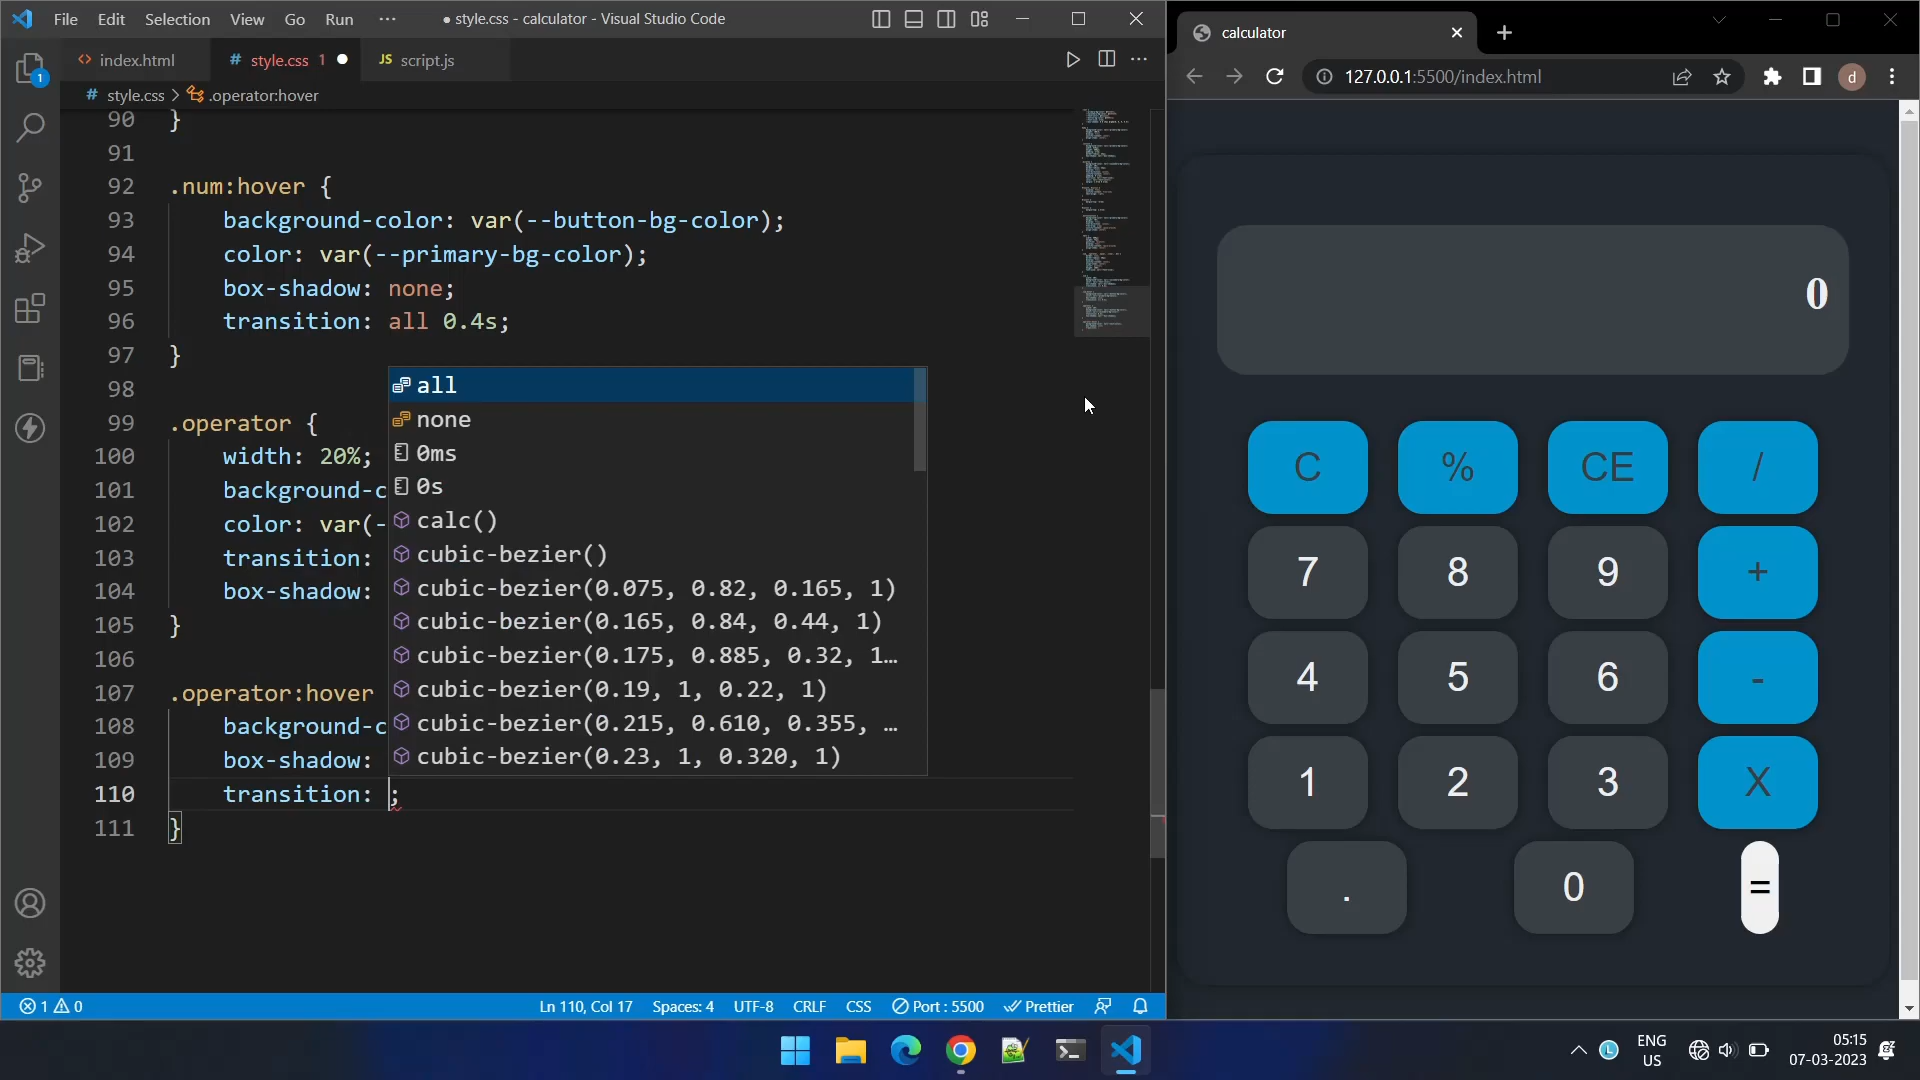 File Edit Selection View Go Run ···
● style.css - calculator - Visual Studio Code
index.html
# style.css 1 ●
JS script.js
# style.css > .operator:hover
90 }
91
92 .num:hover {
93 background-color: var(--button-bg-color);
94 color: var(--primary-bg-color);
95 box-shadow: none;
96 transition: all 0.4s;
97 }
98
99 .operator {
100 width: 20%;
101 background-c
102 color: var(-
103 transition:
104 box-shadow:
105 }
106
107 .operator:hover
108 background-c
109 box-shadow:
110 transition: ;
111 }
all
none
0ms
0s
calc()
cubic-bezier()
cubic-bezier(0.075, 0.82, 0.165, 1)
cubic-bezier(0.165, 0.84, 0.44, 1)
cubic-bezier(0.175, 0.885, 0.32, 1…
cubic-bezier(0.19, 1, 0.22, 1)
cubic-bezier(0.215, 0.610, 0.355, …
cubic-bezier(0.23, 1, 0.320, 1)
1
1 0
Ln 110, Col 17 Spaces: 4 UTF-8 CRLF CSS Port : 5500 Prettier
calculator
127.0.0.1:5500/index.html
d
0
C % CE /
7 8 9 +
4 5 6 -
1 2 3 X
. 0 =
L
ENG
US
05:15
07-03-2023